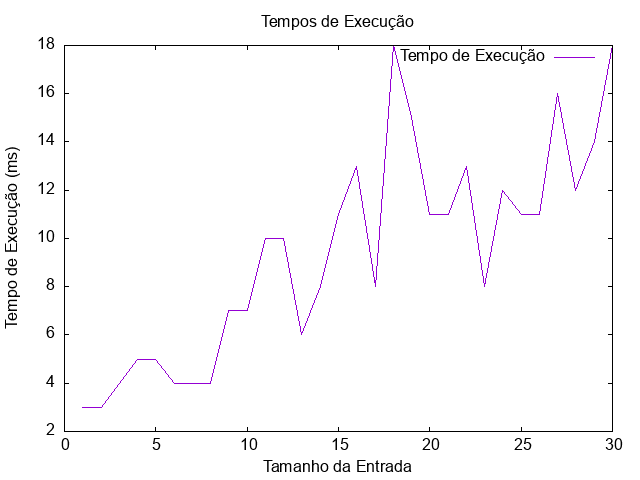 Tempos de Execução
Tempo de Execução
18
16
14
12
10
8
6
4
2
Tempo de Execução (ms)
0 5 10 15 20 25 30
Tamanho da Entrada